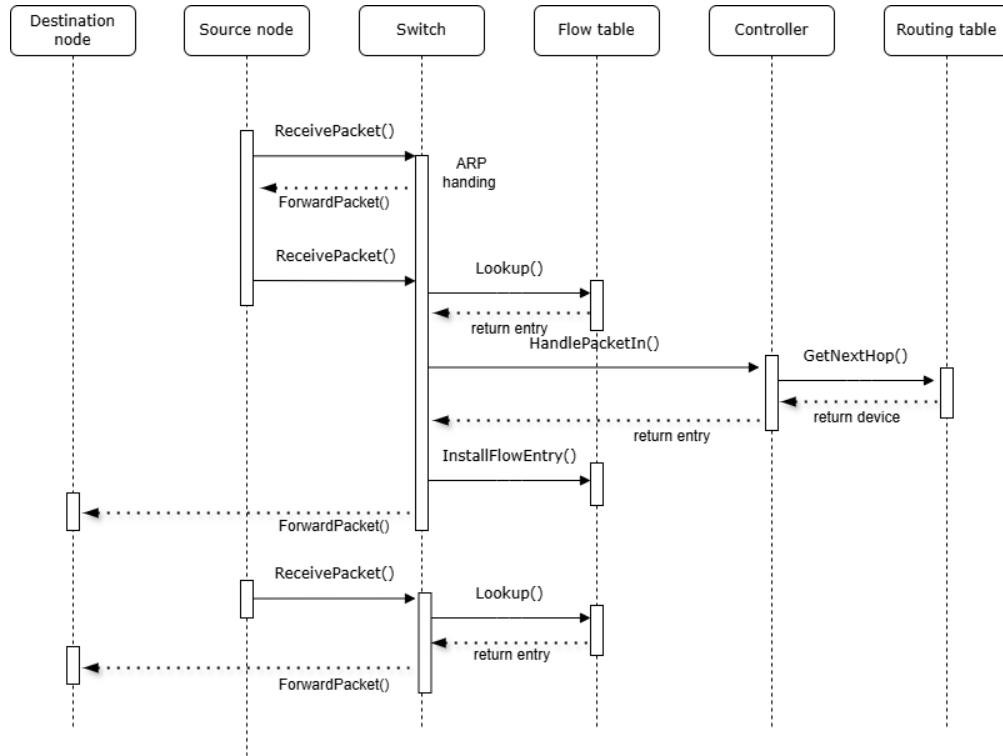 Destination
node
Source node
Switch
Flow table
Controller
Routing table
ReceivePacket()
ARP
handing
ForwardPacket()
ReceivePacket()
Lookup()
return entry
HandlePacketIn()
GetNextHop()
return device
return entry
InstallFlowEntry()
ForwardPacket()
ReceivePacket()
Lookup()
return entry
ForwardPacket()